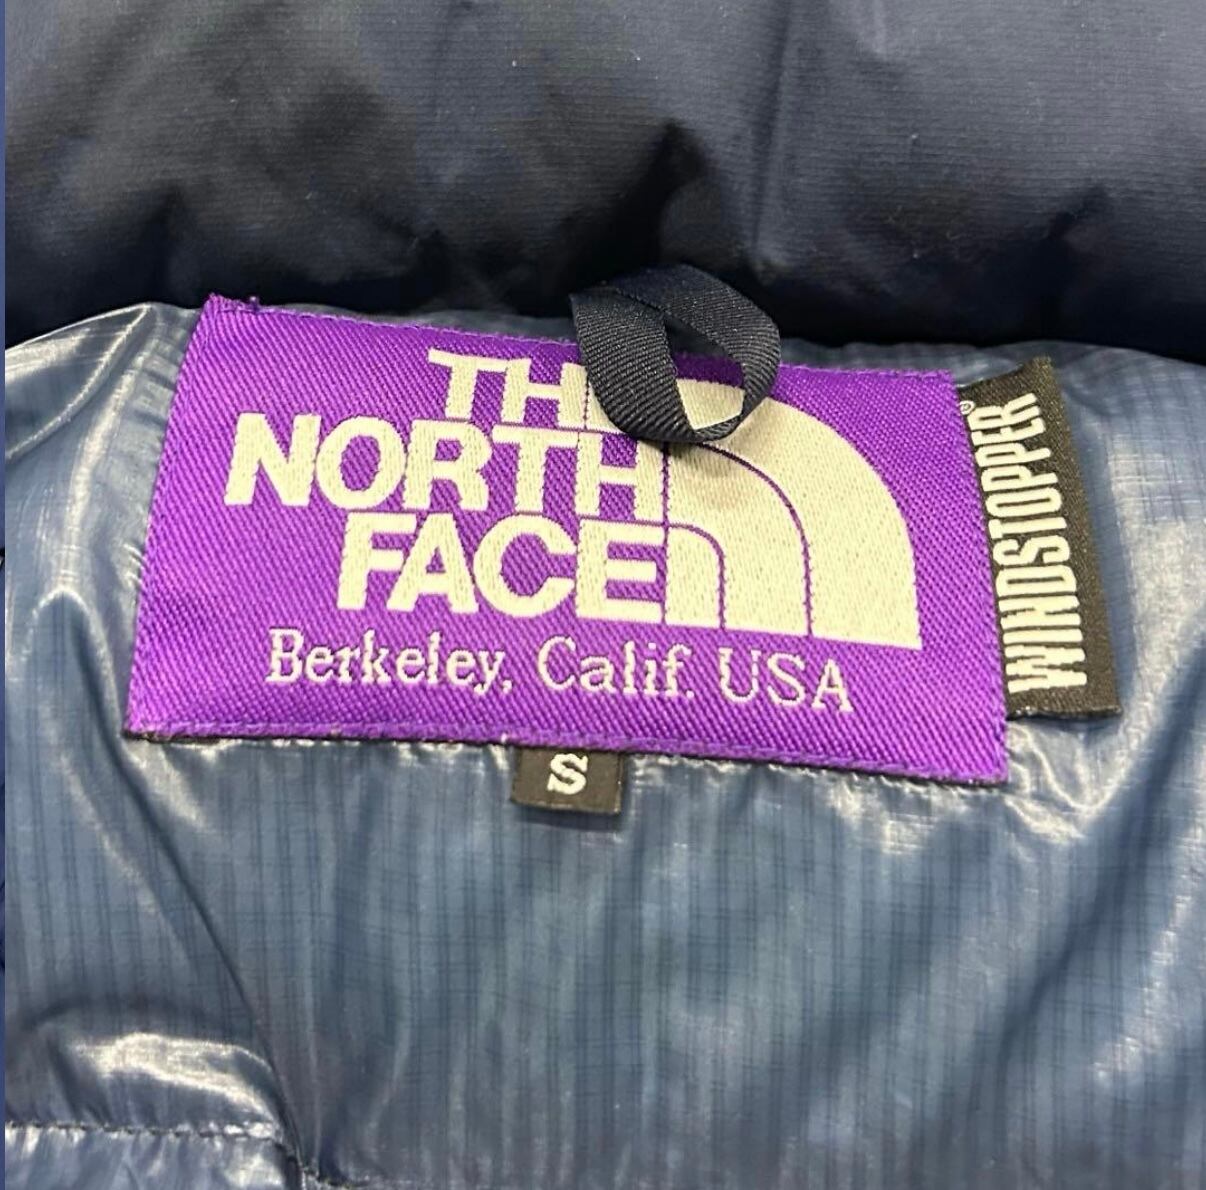 THE
NORTH
FACE
Berkeley, Calif. USA
WINDSTOPPER®
S